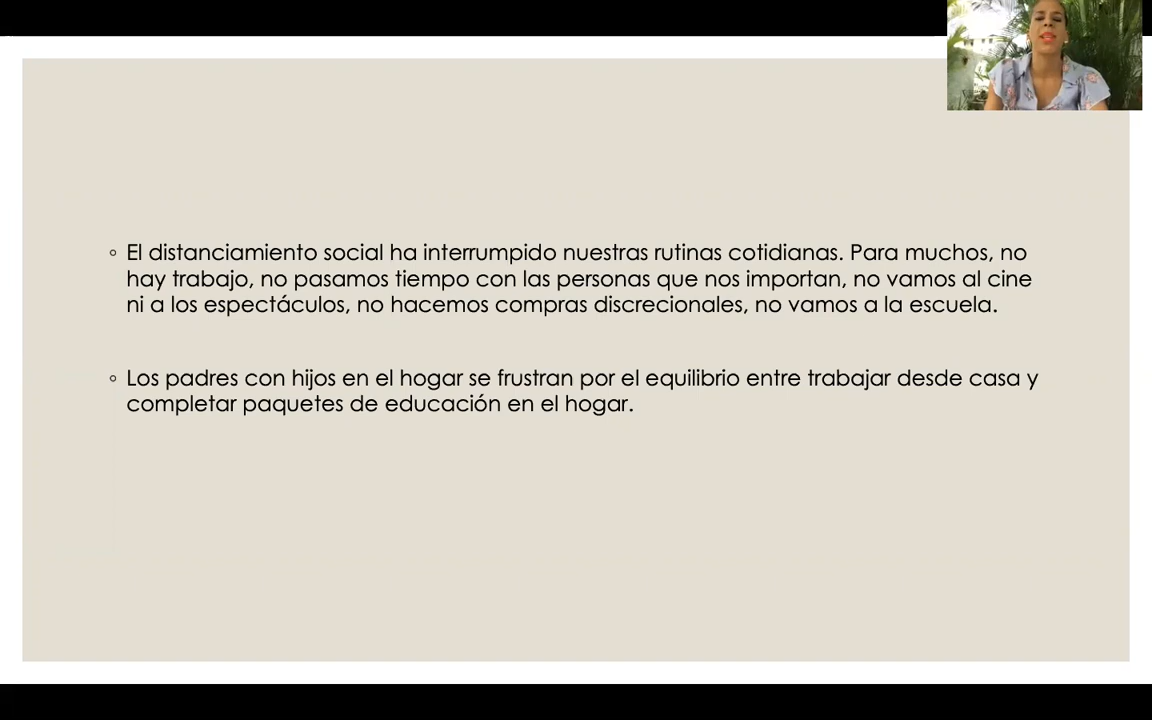 ◦ El distanciamiento social ha interrumpido nuestras rutinas cotidianas. Para muchos, no
hay trabajo, no pasamos tiempo con las personas que nos importan, no vamos al cine
ni a los espectáculos, no hacemos compras discrecionales, no vamos a la escuela.
◦ Los padres con hijos en el hogar se frustran por el equilibrio entre trabajar desde casa y
completar paquetes de educación en el hogar.